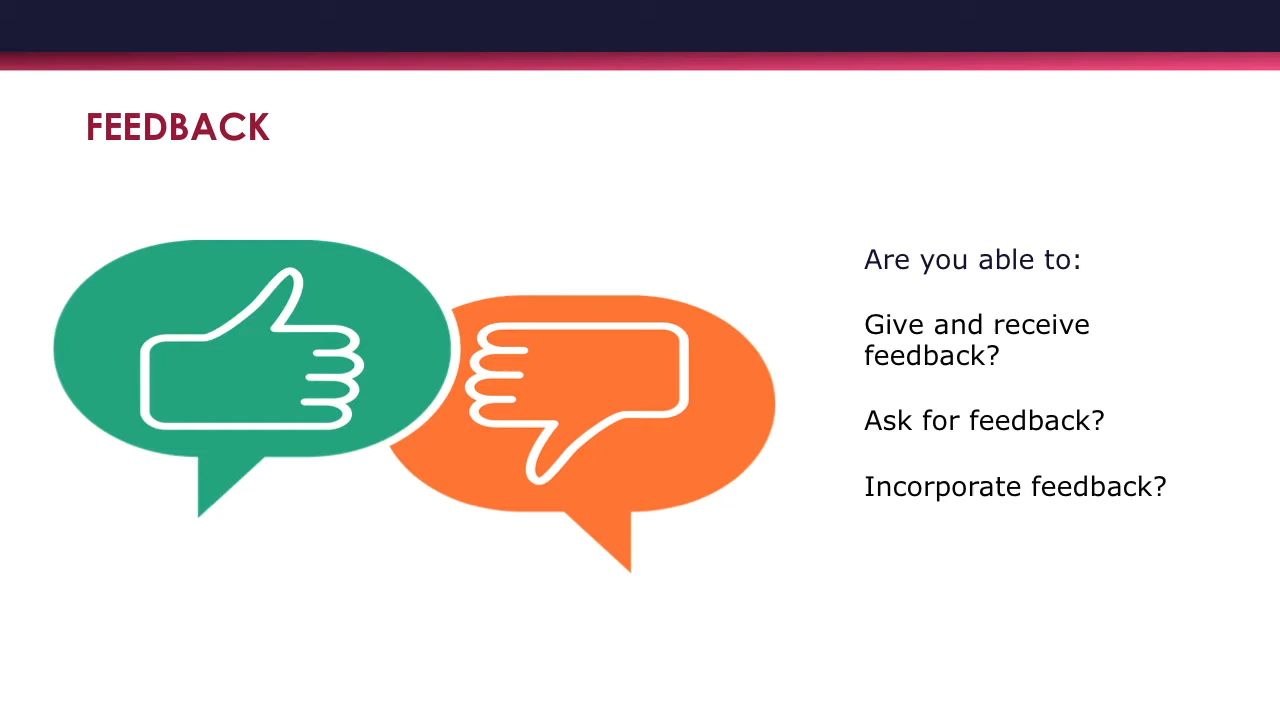 FEEDBACK
Are you able to:
Give and receive
feedback?
Ask for feedback?
Incorporate feedback?